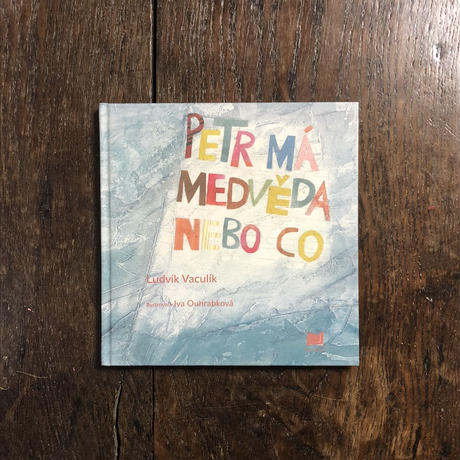 PETR MÁ
MEDVĚDA
NEBO CO
Ludvík Vaculík
Iva Ouhrabková